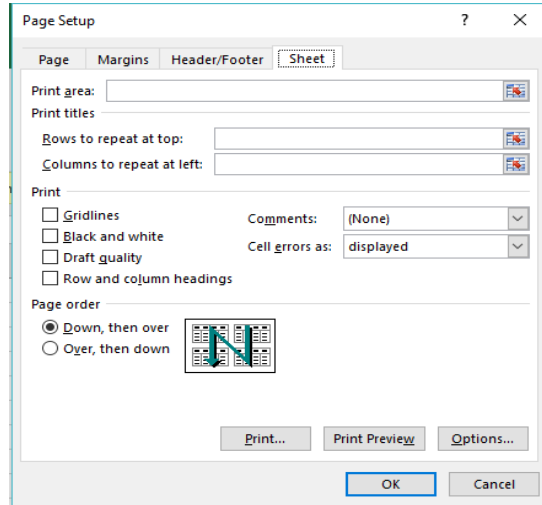 Page Setup ? ×
Page Margins Header/Footer Sheet
Print area:
Print titles
Rows to repeat at top:
Columns to repeat at left:
Print
Gridlines
Comments: (None)
Black and white
Cell errors as: displayed
Draft quality
Row and column headings
Page order
Down, then over
Over, then down
Print... Print Preview Options...
OK Cancel